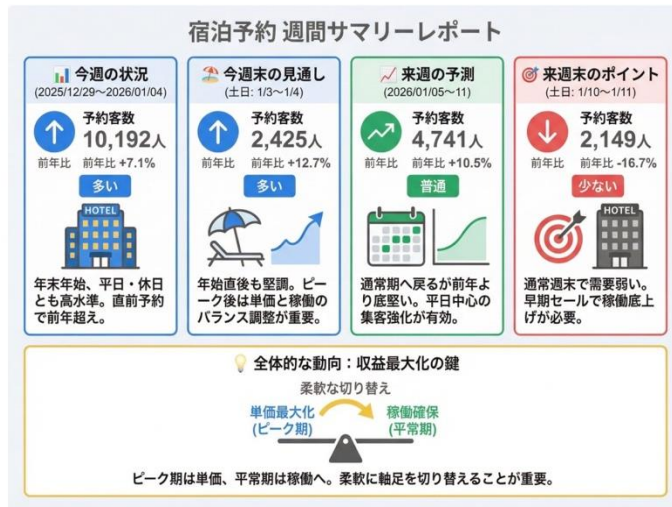 宿泊予約 週間サマリーレポート
今週の状況
(2025/12/29〜2026/01/04)
予約客数
10,192人
前年比 前年比 +7.1%
多い
HOTEL
年末年始、平日・休日
とも高水準。直前予約
で前年超え。
今週末の見通し
(土日: 1/3〜1/4)
予約客数
2,425人
前年比 前年比 +12.7%
多い
年始直後も堅調。ピー
ク後は単価と稼働の
バランス調整が重要。
来週の予測
(2026/01/05〜11)
予約客数
4,741人
前年比 前年比 +10.5%
普通
通常期へ戻るが前年よ
り底堅い。平日中心の
集客強化が有効。
来週末のポイント
(土日: 1/10〜1/11)
予約客数
2,149人
前年比 前年比 -16.7%
少ない
HOTEL
通常週末で需要弱い。
早期セールで稼働底上
げが必要。
全体的な動向：収益最大化の鍵
柔軟な切り替え
単価最大化
(ピーク期)
稼働確保
(平常期)
ピーク期は単価、平常期は稼働へ。柔軟に軸足を切り替えることが重要。